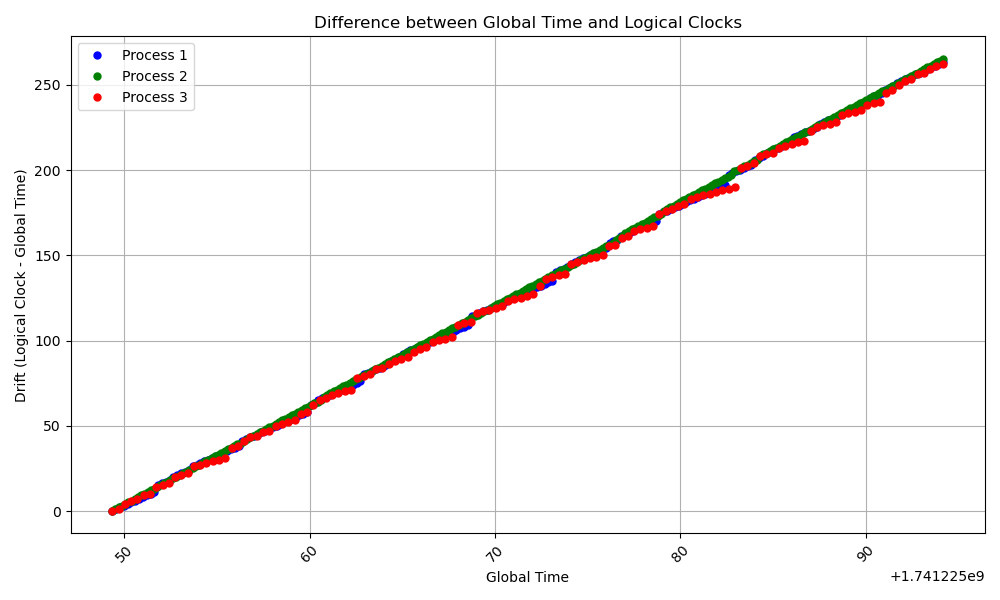 Difference between Global Time and Logical Clocks
Process 1
Process 2
Process 3
Drift (Logical Clock - Global Time)
250
200
150
100
50
0
50
60
70
80
90
Global Time
+1.741225e9